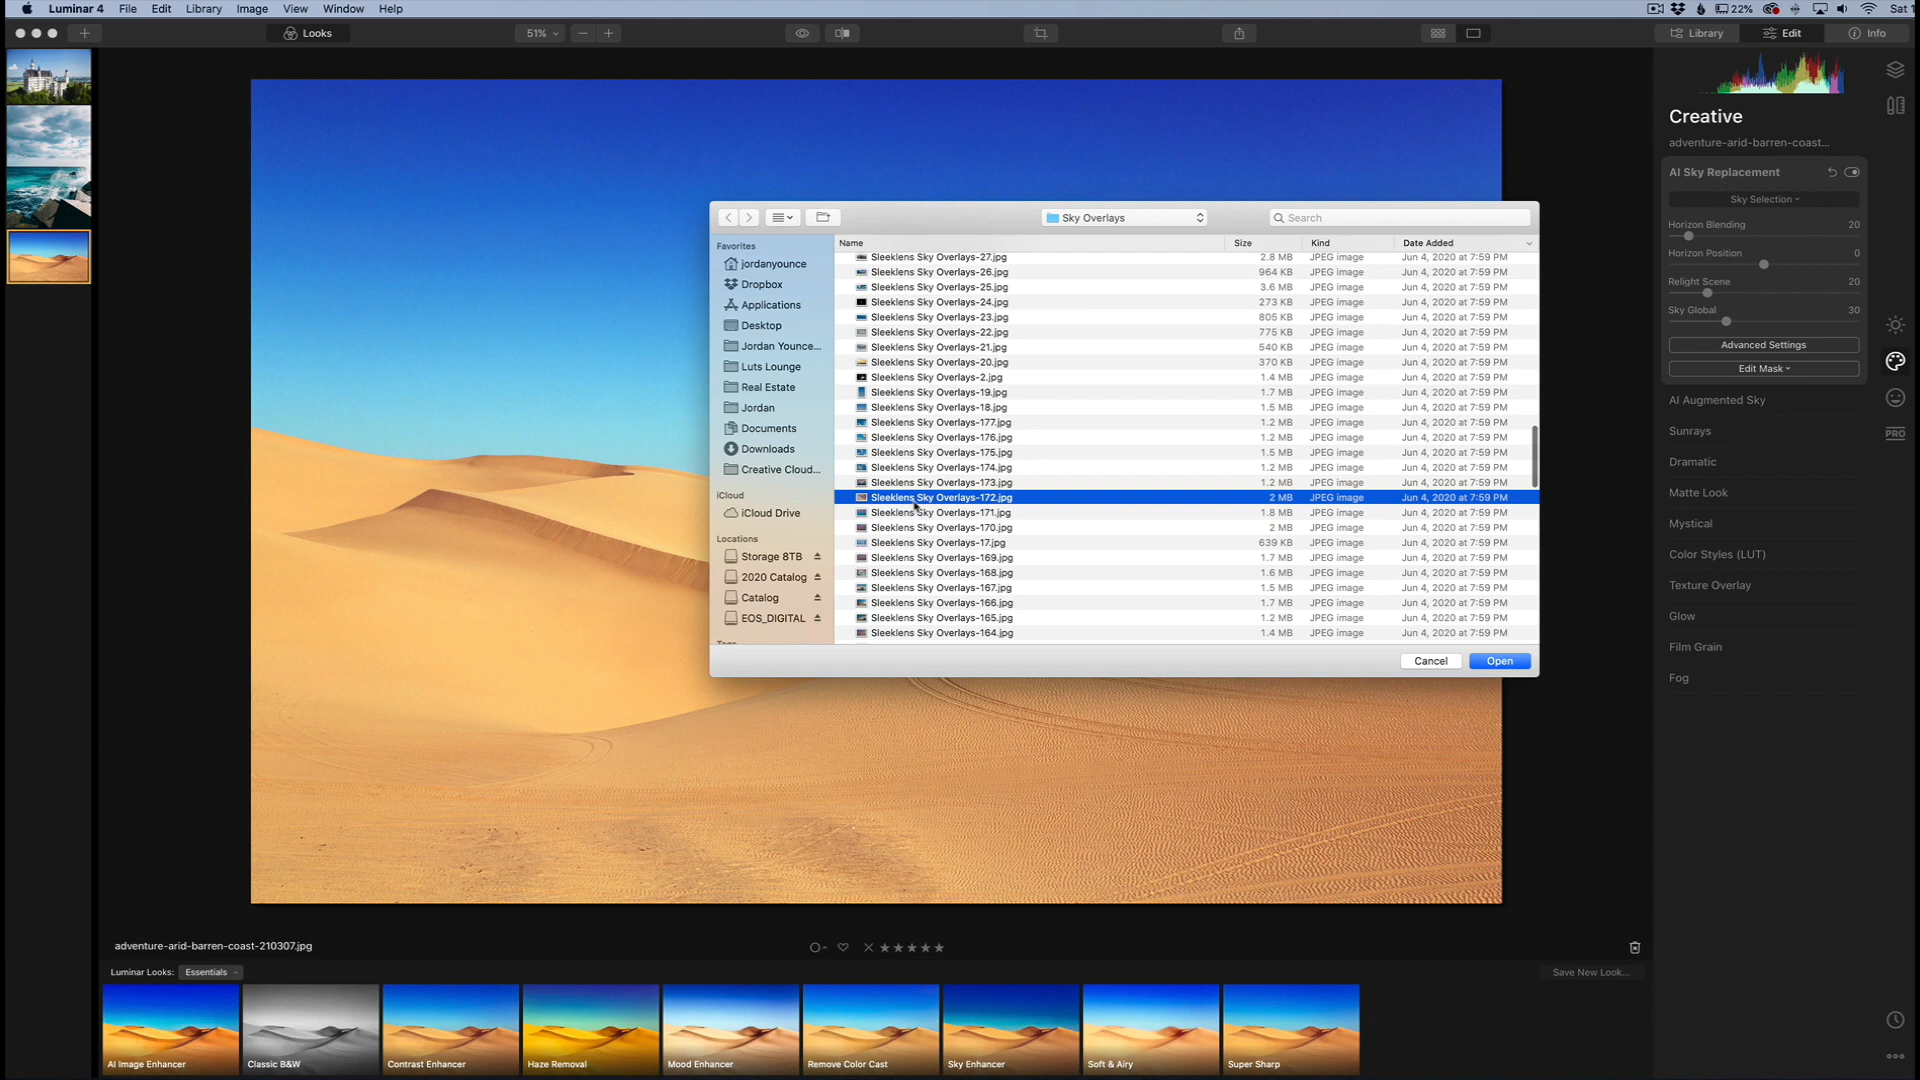 Luminar 4 File Edit Library Image View Window Help 22% Sat 1
Looks 51% Library Edit Info
Creative
adventure-arid-barren-coast...
AI Sky Replacement
Sky Selection
Horizon Blending 20
Horizon Position 0
Relight Scene 20
Sky Global 30
Advanced Settings
Edit Mask
AI Augmented Sky
Sunrays
Dramatic
Matte Look
Mystical
Color Styles (LUT)
Texture Overlay
Glow
Film Grain
Fog
PRO
Sky Overlays Search
Favorites
jordanyounce
Dropbox
Applications
Desktop
Jordan Younce...
Luts Lounge
Real Estate
Jordan
Documents
Downloads
Creative Cloud...
iCloud
iCloud Drive
Locations
Storage 8TB
2020 Catalog
Catalog
EOS_DIGITAL
Tags
Name Size Kind Date Added
Sleeklens Sky Overlays-27.jpg 2.8 MB JPEG image Jun 4, 2020 at 7:59 PM
Sleeklens Sky Overlays-26.jpg 964 KB JPEG image Jun 4, 2020 at 7:59 PM
Sleeklens Sky Overlays-25.jpg 3.6 MB JPEG image Jun 4, 2020 at 7:59 PM
Sleeklens Sky Overlays-24.jpg 273 KB JPEG image Jun 4, 2020 at 7:59 PM
Sleeklens Sky Overlays-23.jpg 805 KB JPEG image Jun 4, 2020 at 7:59 PM
Sleeklens Sky Overlays-22.jpg 775 KB JPEG image Jun 4, 2020 at 7:59 PM
Sleeklens Sky Overlays-21.jpg 540 KB JPEG image Jun 4, 2020 at 7:59 PM
Sleeklens Sky Overlays-20.jpg 370 KB JPEG image Jun 4, 2020 at 7:59 PM
Sleeklens Sky Overlays-2.jpg 1.4 MB JPEG image Jun 4, 2020 at 7:59 PM
Sleeklens Sky Overlays-19.jpg 1.7 MB JPEG image Jun 4, 2020 at 7:59 PM
Sleeklens Sky Overlays-18.jpg 1.5 MB JPEG image Jun 4, 2020 at 7:59 PM
Sleeklens Sky Overlays-177.jpg 1.2 MB JPEG image Jun 4, 2020 at 7:59 PM
Sleeklens Sky Overlays-176.jpg 1.2 MB JPEG image Jun 4, 2020 at 7:59 PM
Sleeklens Sky Overlays-175.jpg 1.5 MB JPEG image Jun 4, 2020 at 7:59 PM
Sleeklens Sky Overlays-174.jpg 1.2 MB JPEG image Jun 4, 2020 at 7:59 PM
Sleeklens Sky Overlays-173.jpg 1.2 MB JPEG image Jun 4, 2020 at 7:59 PM
Sleeklens Sky Overlays-172.jpg 2 MB JPEG image Jun 4, 2020 at 7:59 PM
Sleeklens Sky Overlays-171.jpg 1.8 MB JPEG image Jun 4, 2020 at 7:59 PM
Sleeklens Sky Overlays-170.jpg 2 MB JPEG image Jun 4, 2020 at 7:59 PM
Sleeklens Sky Overlays-17.jpg 639 KB JPEG image Jun 4, 2020 at 7:59 PM
Sleeklens Sky Overlays-169.jpg 1.7 MB JPEG image Jun 4, 2020 at 7:59 PM
Sleeklens Sky Overlays-168.jpg 1.6 MB JPEG image Jun 4, 2020 at 7:59 PM
Sleeklens Sky Overlays-167.jpg 1.5 MB JPEG image Jun 4, 2020 at 7:59 PM
Sleeklens Sky Overlays-166.jpg 1.7 MB JPEG image Jun 4, 2020 at 7:59 PM
Sleeklens Sky Overlays-165.jpg 1.2 MB JPEG image Jun 4, 2020 at 7:59 PM
Sleeklens Sky Overlays-164.jpg 1.4 MB JPEG image Jun 4, 2020 at 7:59 PM
Cancel Open
adventure-arid-barren-coast-210307.jpg
Luminar Looks: Essentials Save New Look...
AI Image Enhancer Classic B&W Contrast Enhancer Haze Removal Mood Enhancer Remove Color Cast Sky Enhancer Soft & Airy Super Sharp